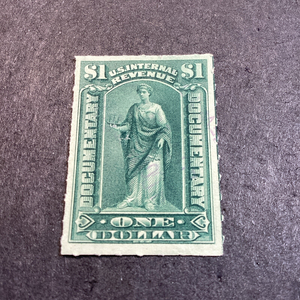 $1 U.S. INTERNAL $1
REVENUE
DOCUMENTARY
DOCUMENTARY
ONE
DOLLAR